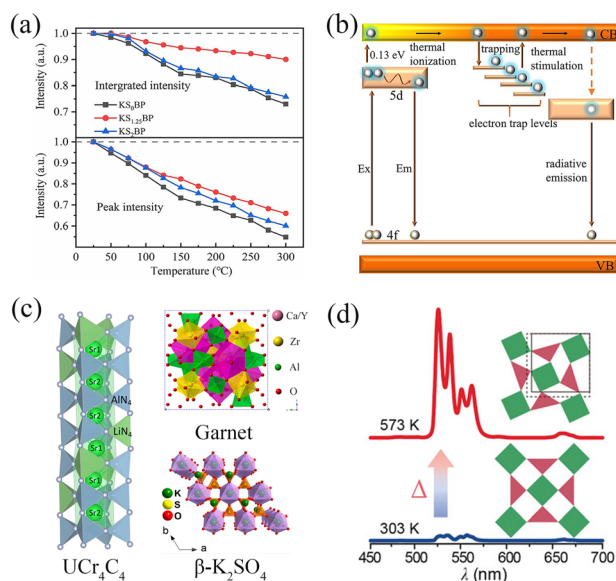 (a)
Intensity (a.u.)
1.0
0.9
0.8
0.7
Intergrated intensity
KS₀BP
KS₁.₂₅BP
KS₂BP
Intensity (a.u.)
1.0
0.9
0.8
0.7
0.6
Peak intensity
0 50 100 150 200 250 300
Temperature (°C)
(b)
CB
0.13 eV
thermal
ionization
trapping
thermal
stimulation
5d
electron trap levels
Ex
Em
radiative
emission
4f
VB
(c)
Sr1
Sr2
Sr2
Sr1
Sr1
Sr2
AlN₄
LiN₄
UCr₄C₄
Ca/Y
Zr
Al
O
Garnet
K
S
O
b
a
β-K₂SO₄
(d)
573 K
Δ
303 K
450 500 550 600 650 700
λ (nm)